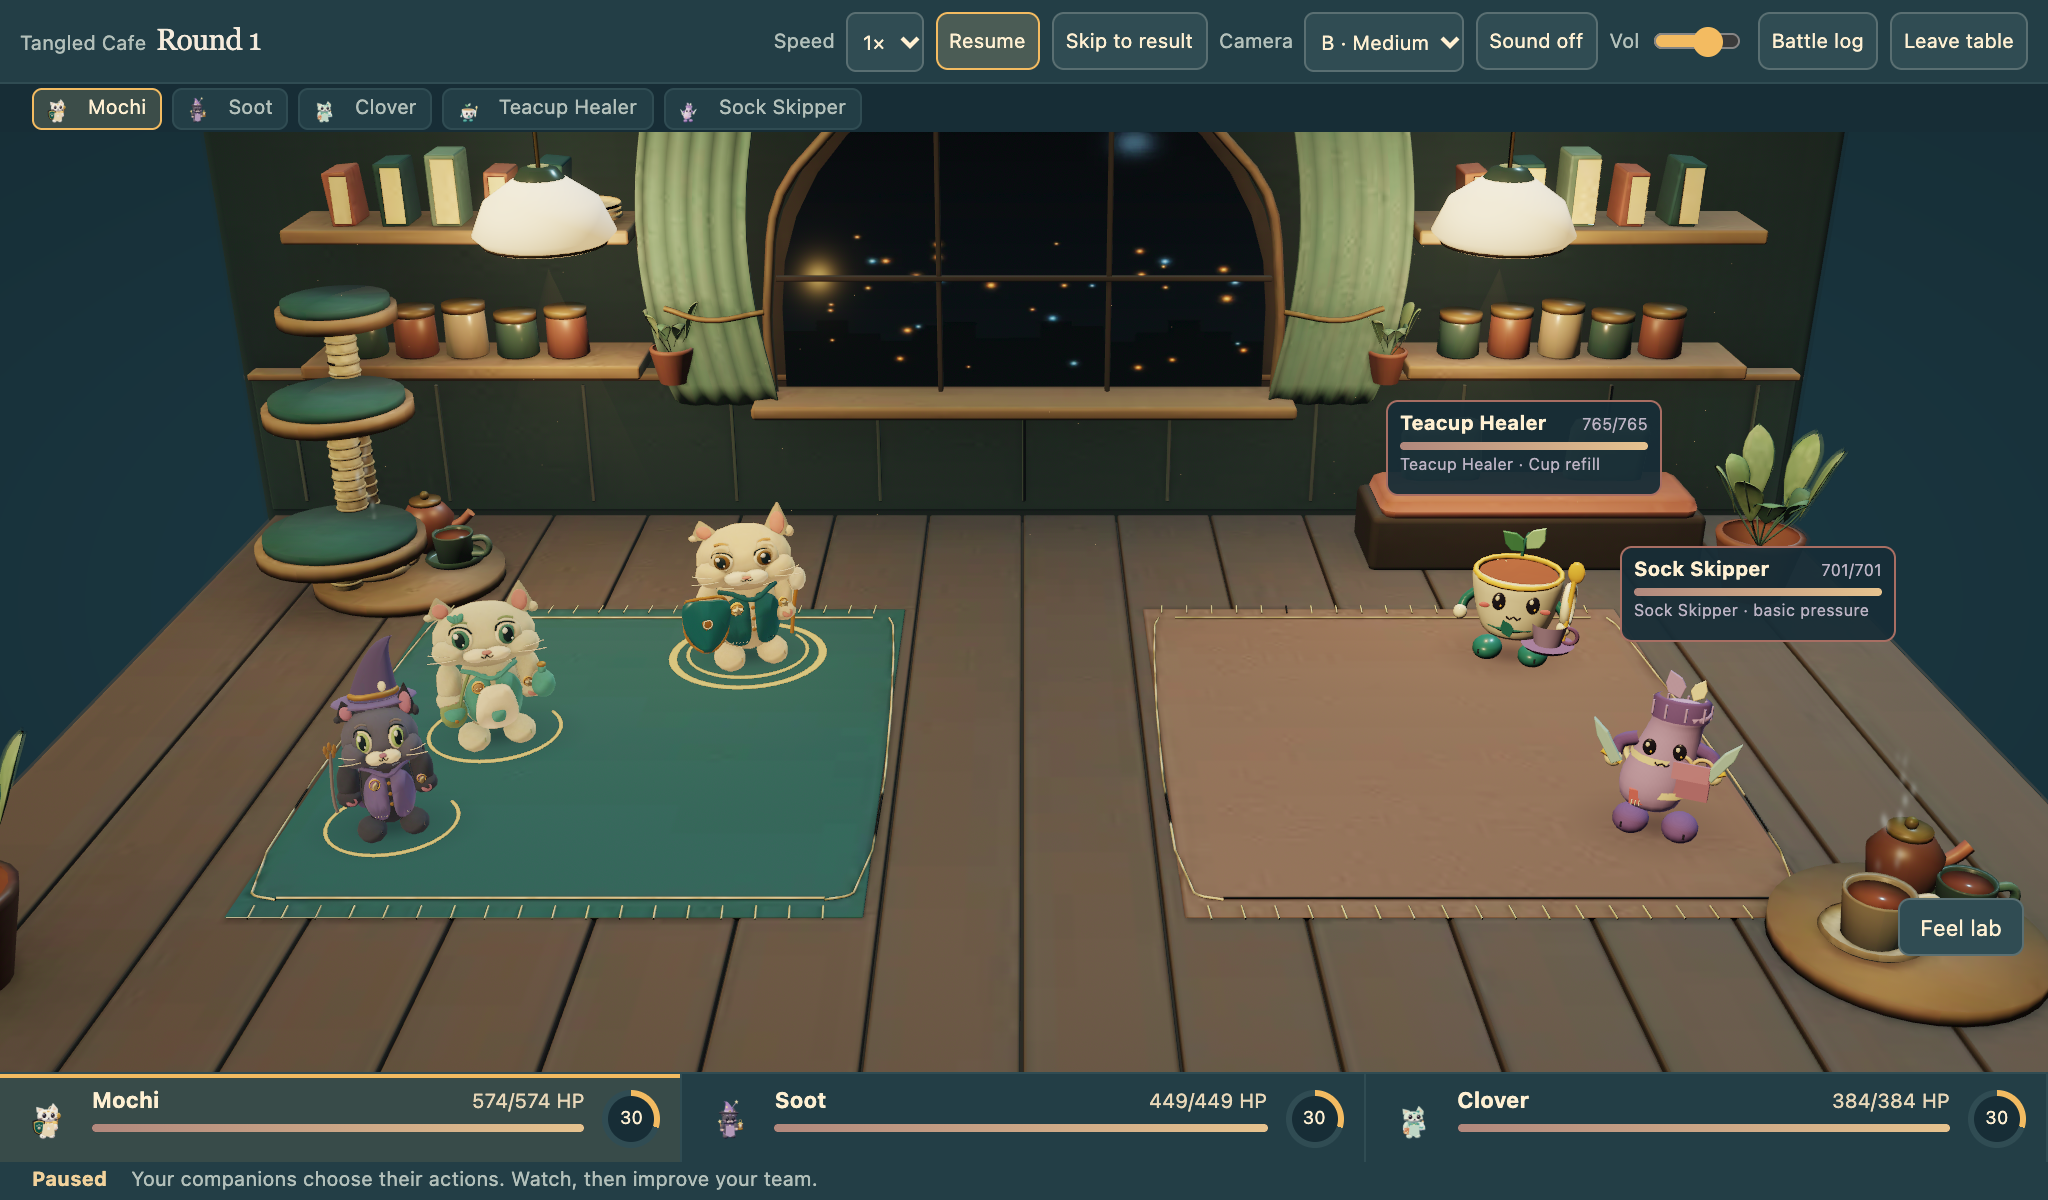 Tangled Cafe Round 1
Speed 1x Resume Skip to result Camera B · Medium Sound off Vol Battle log Leave table
Mochi Soot Clover Teacup Healer Sock Skipper
Teacup Healer 765/765
Teacup Healer · Cup refill
Sock Skipper 701/701
Sock Skipper · basic pressure
Feel lab
Mochi 574/574 HP 30
Soot 449/449 HP 30
Clover 384/384 HP 30
Paused Your companions choose their actions. Watch, then improve your team.